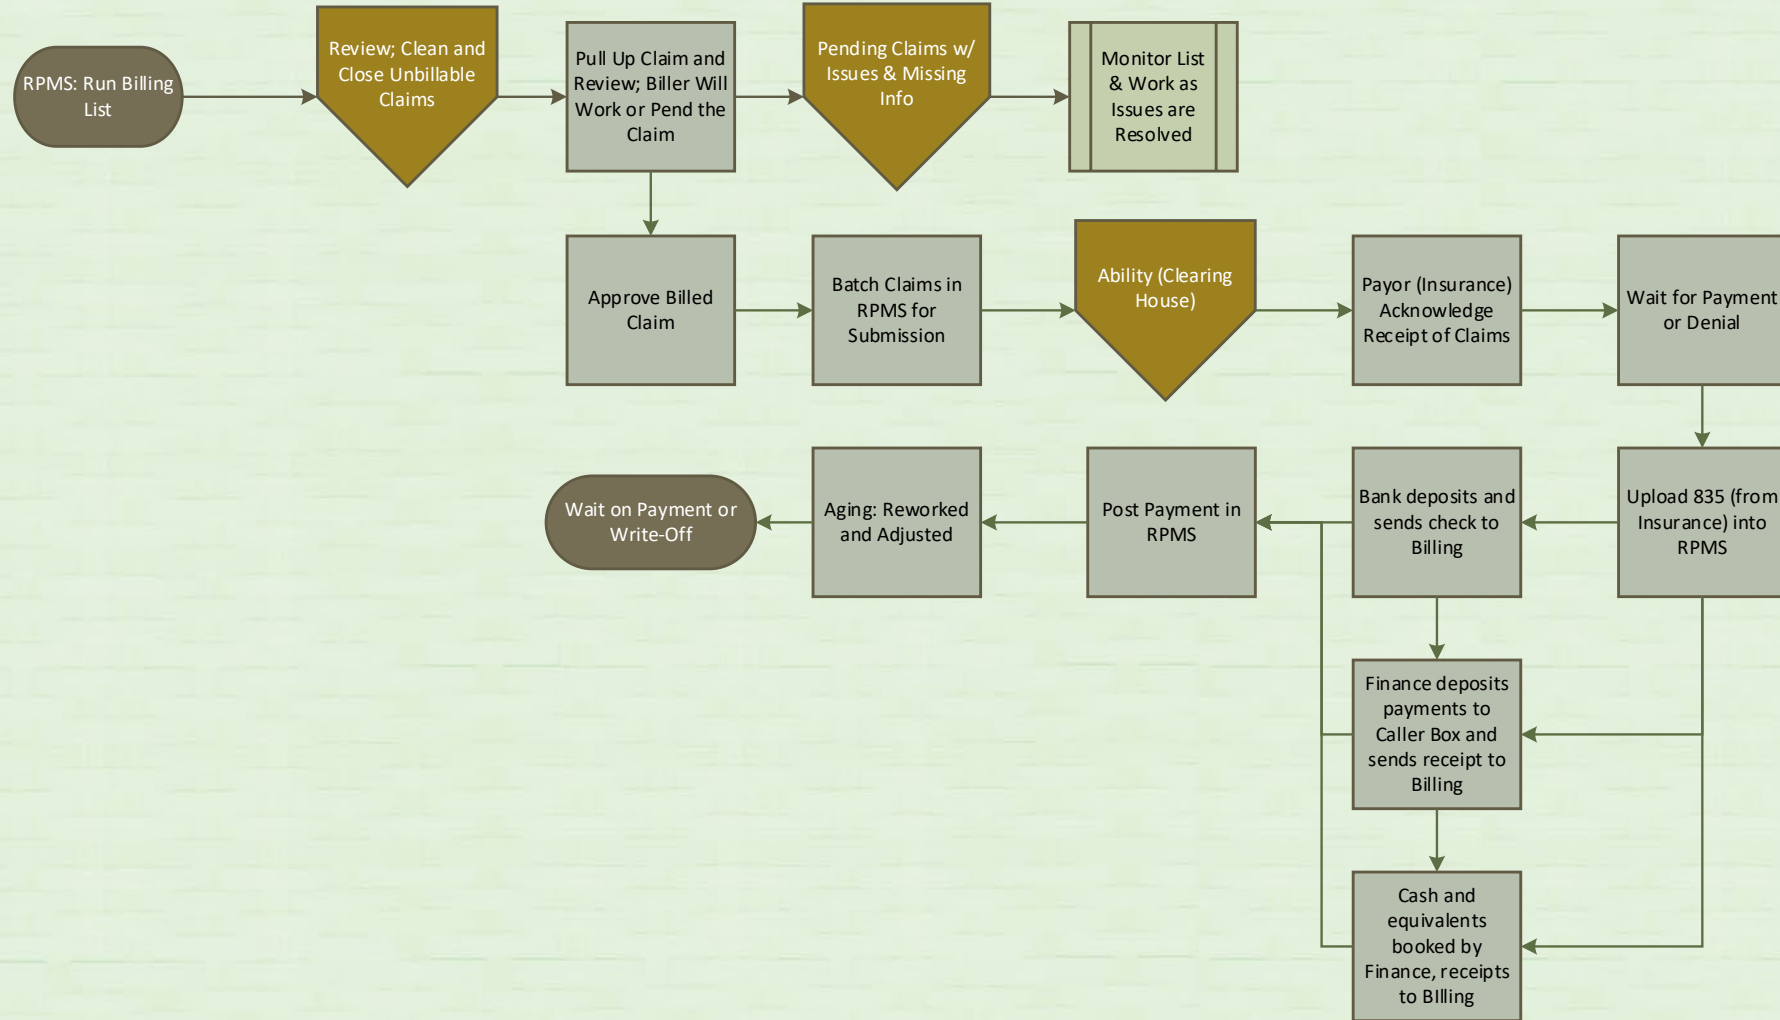 RPMS: Run Billing
List
Review; Clean and
Close Unbillable
Claims
Pull Up Claim and
Review; Biller Will
Work or Pend the
Claim
Pending Claims w/
Issues & Missing
Info
Monitor List
& Work as
Issues are
Resolved
Approve Billed
Claim
Batch Claims in
RPMS for
Submission
Ability (Clearing
House)
Payor (Insurance)
Acknowledge
Receipt of Claims
Wait for Payment
or Denial
Wait on Payment or
Write-Off
Aging: Reworked
and Adjusted
Post Payment in
RPMS
Bank deposits and
sends check to
Billing
Upload 835 (from
Insurance) into
RPMS
Finance deposits
payments to
Caller Box and
sends receipt to
Billing
Cash and
equivalents
booked by
Finance, receipts
to BIlling